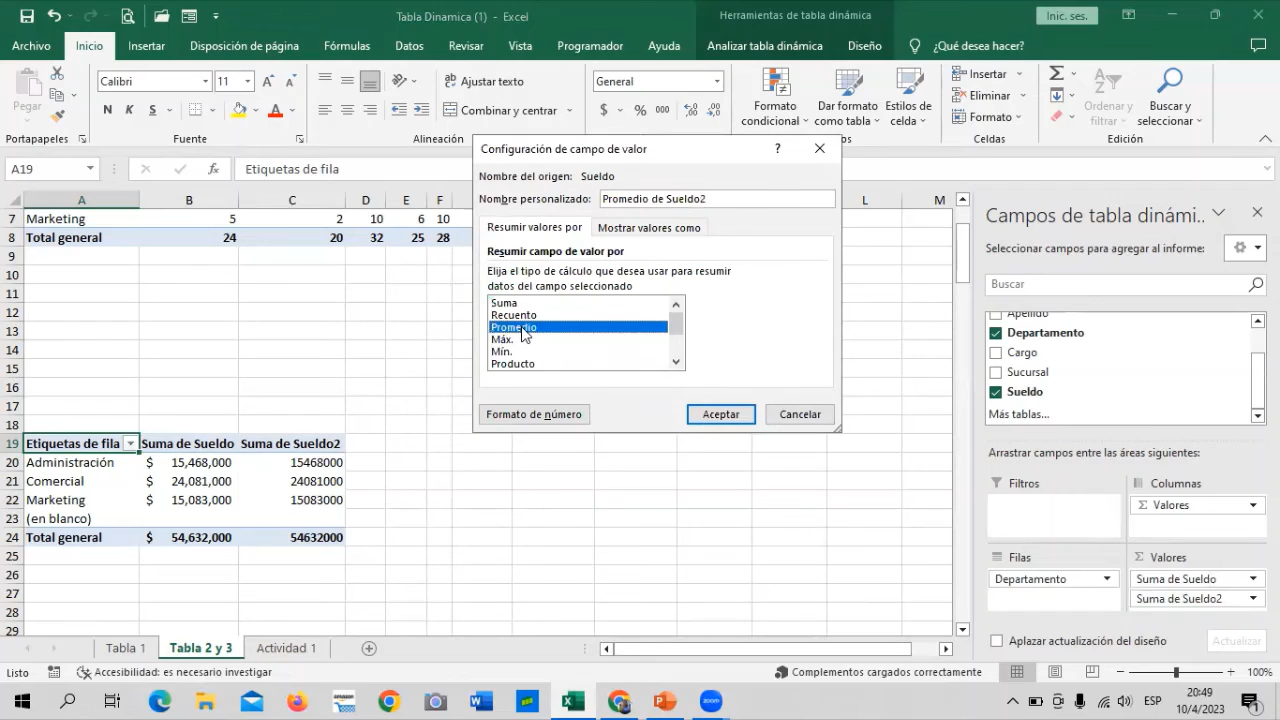 Tabla Dinamica (1) - Excel
Herramientas de tabla dinámica
Inic. ses.
Archivo Inicio Insertar Disposición de página Fórmulas Datos Revisar Vista Programador Ayuda Analizar tabla dinámica Diseño ¿Qué desea hacer?
Pegar
Calibri 11
Ajustar texto
General
Insertar
N K S
Combinar y centrar
$ % 000
Formato condicional
Dar formato como tabla
Estilos de celda
Eliminar
Formato
Ordenar y filtrar
Buscar y seleccionar
Portapapeles Fuente Alineación Celdas Edición
A19 fx Etiquetas de fila
A B C D E F L M
7 Marketing 5 2 10 6 10
8 Total general 24 20 32 25 28
9
10
11
12
13
14
15
16
17
18
19 Etiquetas de fila Suma de Sueldo Suma de Sueldo2
20 Administración $ 15,468,000 15468000
21 Comercial $ 24,081,000 24081000
22 Marketing $ 15,083,000 15083000
23 (en blanco)
24 Total general $ 54,632,000 54632000
25
26
27
28
29
Configuración de campo de valor ?
Nombre del origen: Sueldo
Nombre personalizado: Promedio de Sueldo2
Resumir valores por Mostrar valores como
Resumir campo de valor por
Elija el tipo de cálculo que desea usar para resumir
datos del campo seleccionado
Suma
Recuento
Promedio
Máx.
Mín.
Producto
Formato de número Aceptar Cancelar
Campos de tabla dinámi...
Seleccionar campos para agregar al informe:
Buscar
Apellido
Departamento
Cargo
Sucursal
Sueldo
Más tablas...
Arrastrar campos entre las áreas siguientes:
Filtros Columnas
Σ Valores
Filas Σ Valores
Departamento Suma de Sueldo
Suma de Sueldo2
Aplazar actualización del diseño Actualizar
Tabla 1 Tabla 2 y 3 Actividad 1
Listo Accesibilidad: es necesario investigar Complementos cargados correctamente 100%
ESP
20:49
10/4/2023